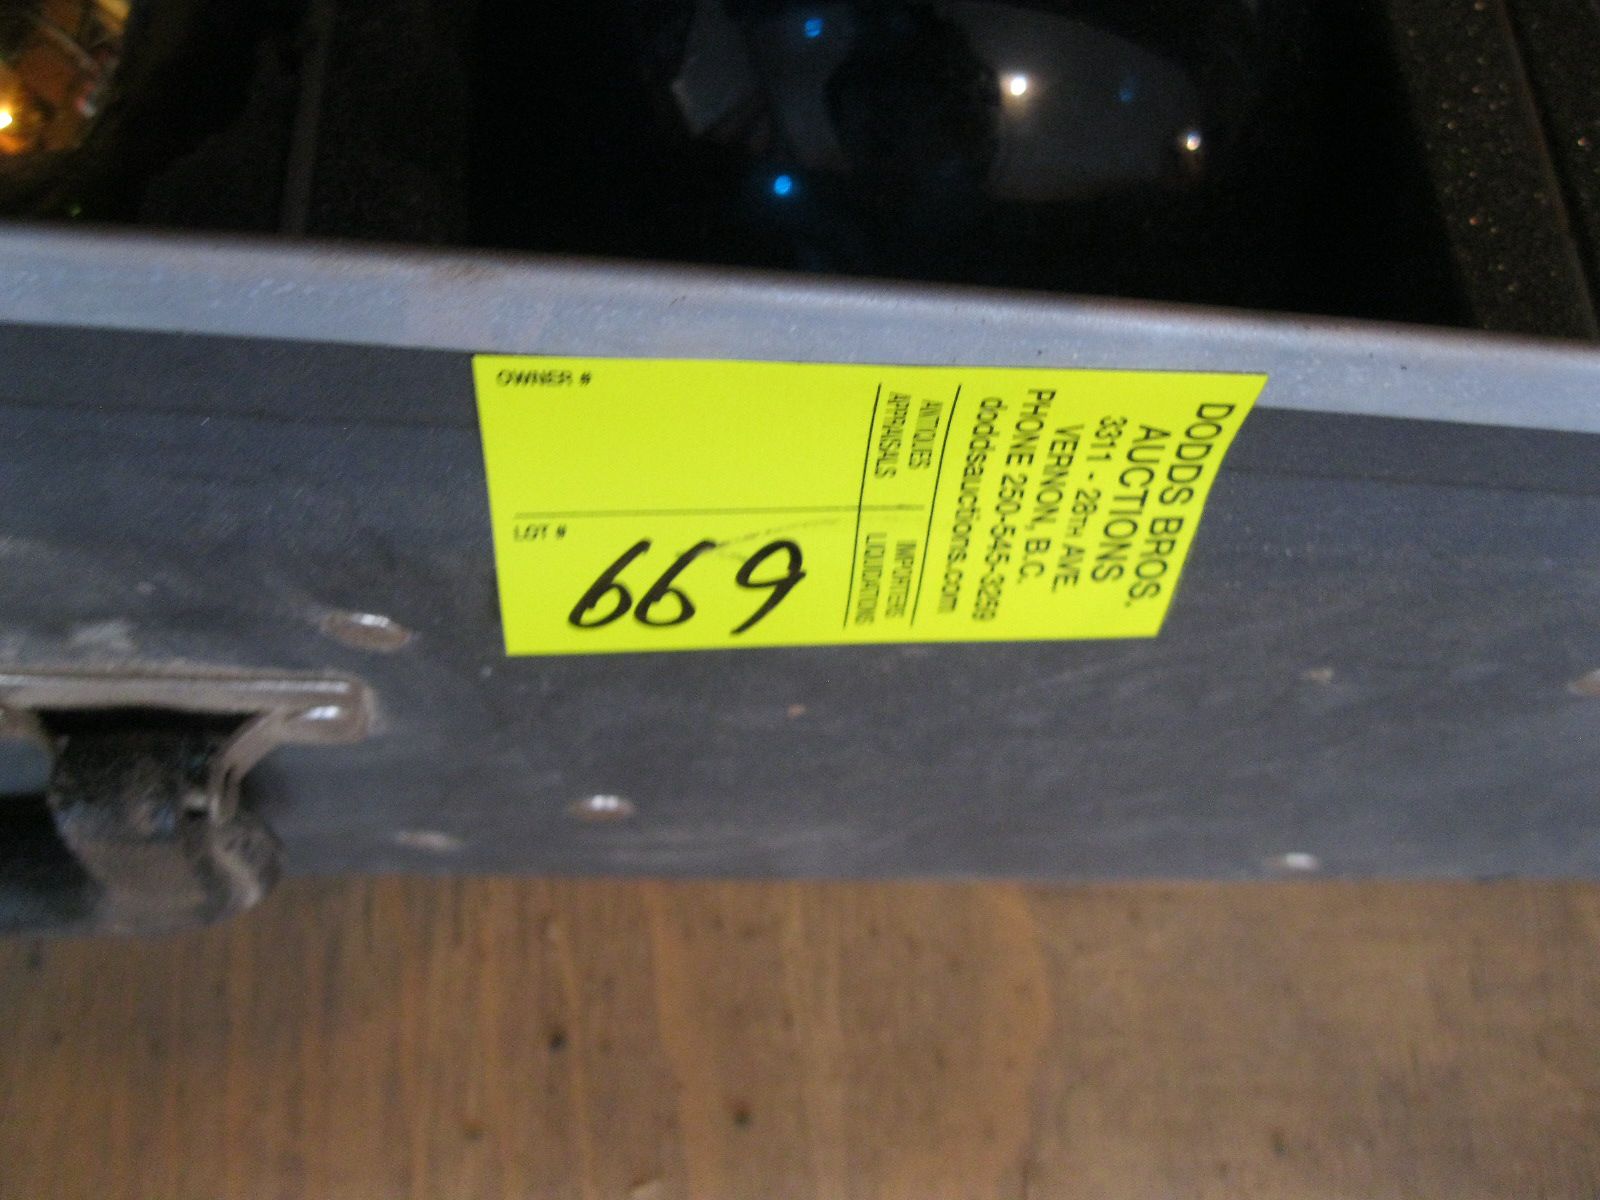 DODDS BROS.
AUCTIONS
3311 - 28TH AVE.
VERNON, B.C.
PHONE 250-545-3259
doddsauctions.com
ANTIQUES IMPORTERS
APPRAISALS LIQUIDATIONS
OWNER #
LOT #
669